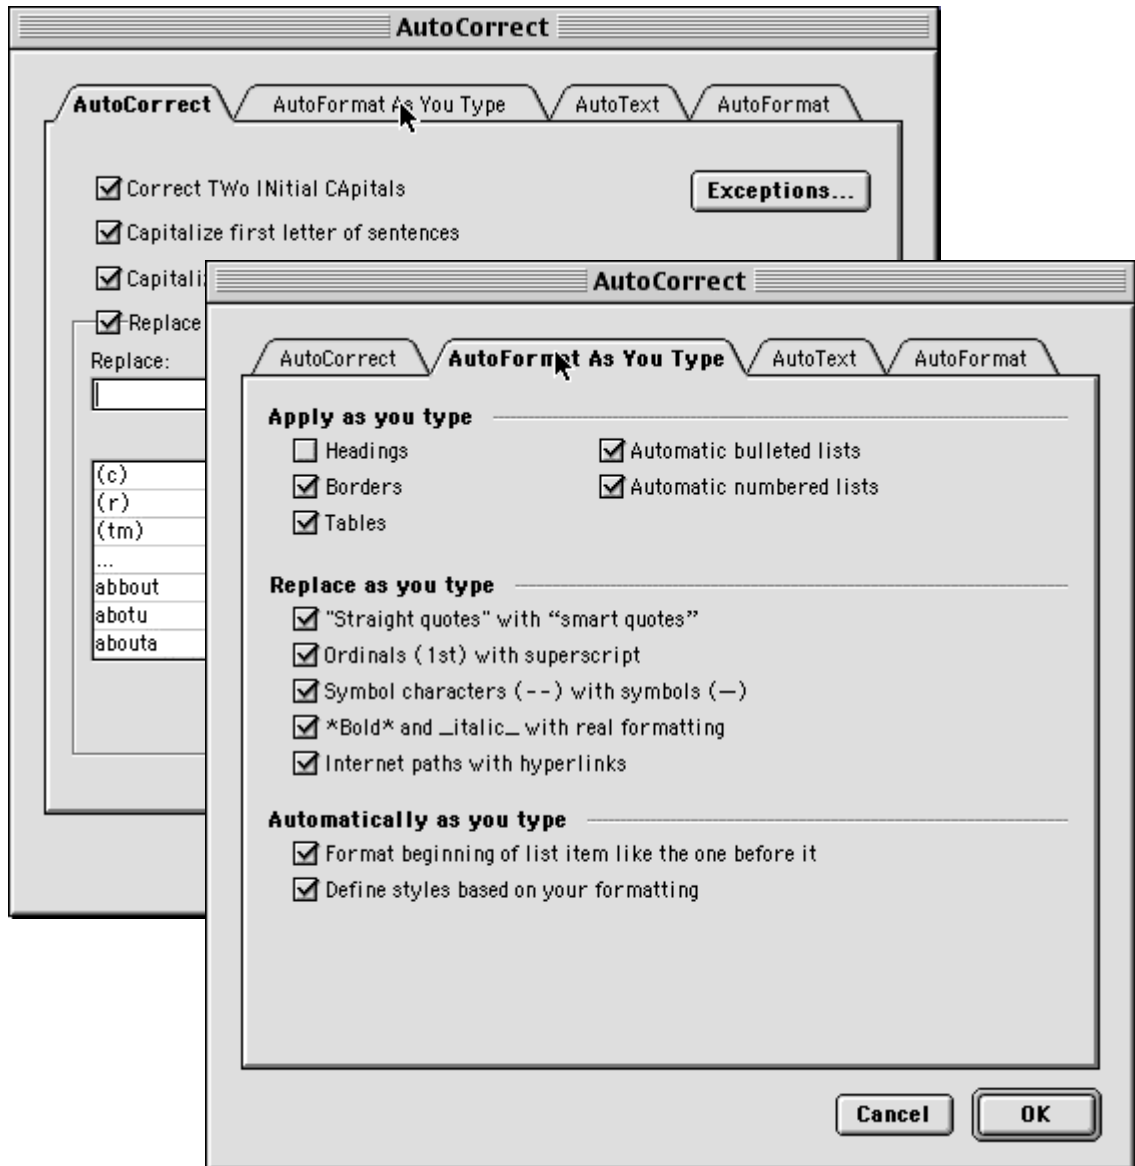 AutoCorrect
AutoCorrect AutoFormat As You Type AutoText AutoFormat
Correct TWo INitial CApitals Exceptions...
Capitalize first letter of sentences
Replace
Replace:
(c)
(r)
(tm)
...
abbout
abotu
abouta
AutoCorrect
AutoCorrect AutoFormat As You Type AutoText AutoFormat
Apply as you type
Headings Automatic bulleted lists
Borders Automatic numbered lists
Tables
Replace as you type
"Straight quotes" with “smart quotes”
Ordinals (1st) with superscript
Symbol characters (--) with symbols (—)
*Bold* and _italic_ with real formatting
Internet paths with hyperlinks
Automatically as you type
Format beginning of list item like the one before it
Define styles based on your formatting
Cancel OK